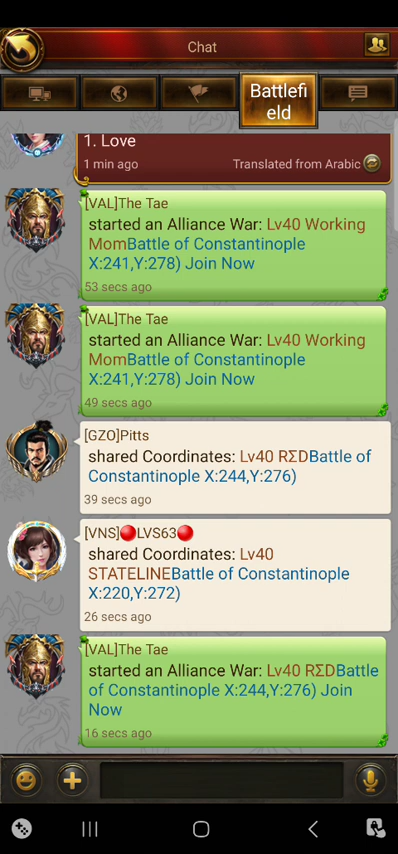 Chat
Battlefi
eld
1. Love
1 min ago
Translated from Arabic
[VAL]The Tae
started an Alliance War: Lv40 Working
MomBattle of Constantinople
X:241,Y:278) Join Now
53 secs ago
[VAL]The Tae
started an Alliance War: Lv40 Working
MomBattle of Constantinople
X:241,Y:278) Join Now
49 secs ago
[GZO]Pitts
shared Coordinates: Lv40 RΣDBattle of
Constantinople X:244,Y:276)
39 secs ago
[VNS]🔴LVS63🔴
shared Coordinates: Lv40
STATELINEBattle of Constantinople
X:220,Y:272)
26 secs ago
[VAL]The Tae
started an Alliance War: Lv40 RΣDBattle
of Constantinople X:244,Y:276) Join
Now
16 secs ago